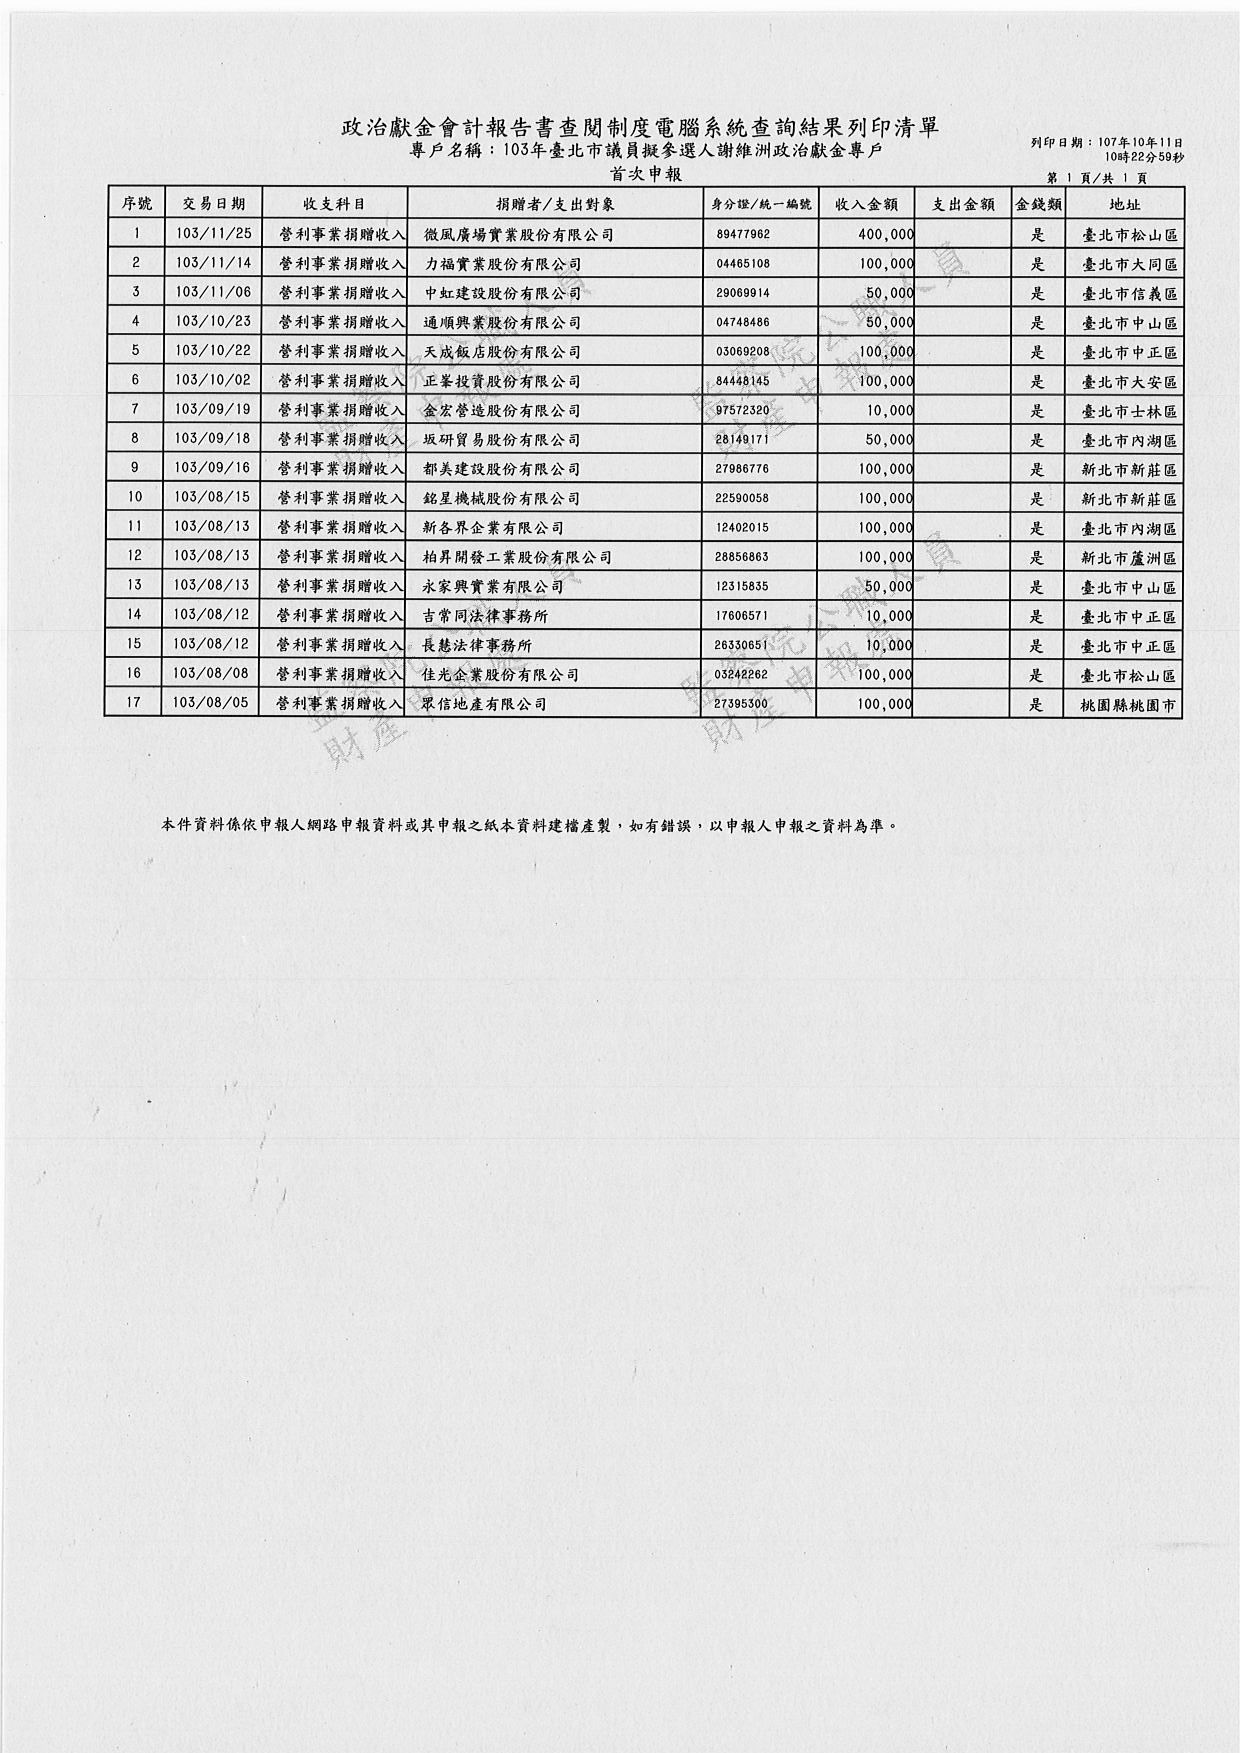 政治獻金會計報告書查閱制度電腦系統查詢結果列印清單
專戶名稱：103年臺北市議員擬參選人謝維洲政治獻金專戶
列印日期：107年10月11日
10時22分59秒
首次申報
第 1 頁/共 1 頁
序號 交易日期 收支科目 捐贈者/支出對象 身分證/統一編號 收入金額 支出金額 金錢類 地址
1 103/11/25 營利事業捐贈收入 微風廣場實業股份有限公司 89477962 400,000 是 臺北市松山區
2 103/11/14 營利事業捐贈收入 力福實業股份有限公司 04465108 100,000 是 臺北市大同區
3 103/11/06 營利事業捐贈收入 中虹建設股份有限公司 29069914 50,000 是 臺北市信義區
4 103/10/23 營利事業捐贈收入 通順興業股份有限公司 04748486 50,000 是 臺北市中山區
5 103/10/22 營利事業捐贈收入 天成飯店股份有限公司 03069208 100,000 是 臺北市中正區
6 103/10/02 營利事業捐贈收入 正峯投資股份有限公司 84448145 100,000 是 臺北市大安區
7 103/09/19 營利事業捐贈收入 金宏營造股份有限公司 97572320 10,000 是 臺北市士林區
8 103/09/18 營利事業捐贈收入 坂研貿易股份有限公司 28149171 50,000 是 臺北市內湖區
9 103/09/16 營利事業捐贈收入 都美建設股份有限公司 27986776 100,000 是 新北市新莊區
10 103/08/15 營利事業捐贈收入 銘星機械股份有限公司 22590058 100,000 是 新北市新莊區
11 103/08/13 營利事業捐贈收入 新各界企業有限公司 12402015 100,000 是 臺北市內湖區
12 103/08/13 營利事業捐贈收入 柏昇開發工業股份有限公司 28856863 100,000 是 新北市蘆洲區
13 103/08/13 營利事業捐贈收入 永家興實業有限公司 12315835 50,000 是 臺北市中山區
14 103/08/12 營利事業捐贈收入 吉常同法律事務所 17606571 10,000 是 臺北市中正區
15 103/08/12 營利事業捐贈收入 長慧法律事務所 26330651 10,000 是 臺北市中正區
16 103/08/08 營利事業捐贈收入 佳光企業股份有限公司 03242262 100,000 是 臺北市松山區
17 103/08/05 營利事業捐贈收入 眾信地產有限公司 27395300 100,000 是 桃園縣桃園市
監察院公職人員
財產申報處
監察院公職人員
財產申報處
監察院公職人員
財產申報處
監察院公職人員
財產申報處
本件資料係依申報人網路申報資料或其申報之紙本資料建檔產製，如有錯誤，以申報人申報之資料為準。